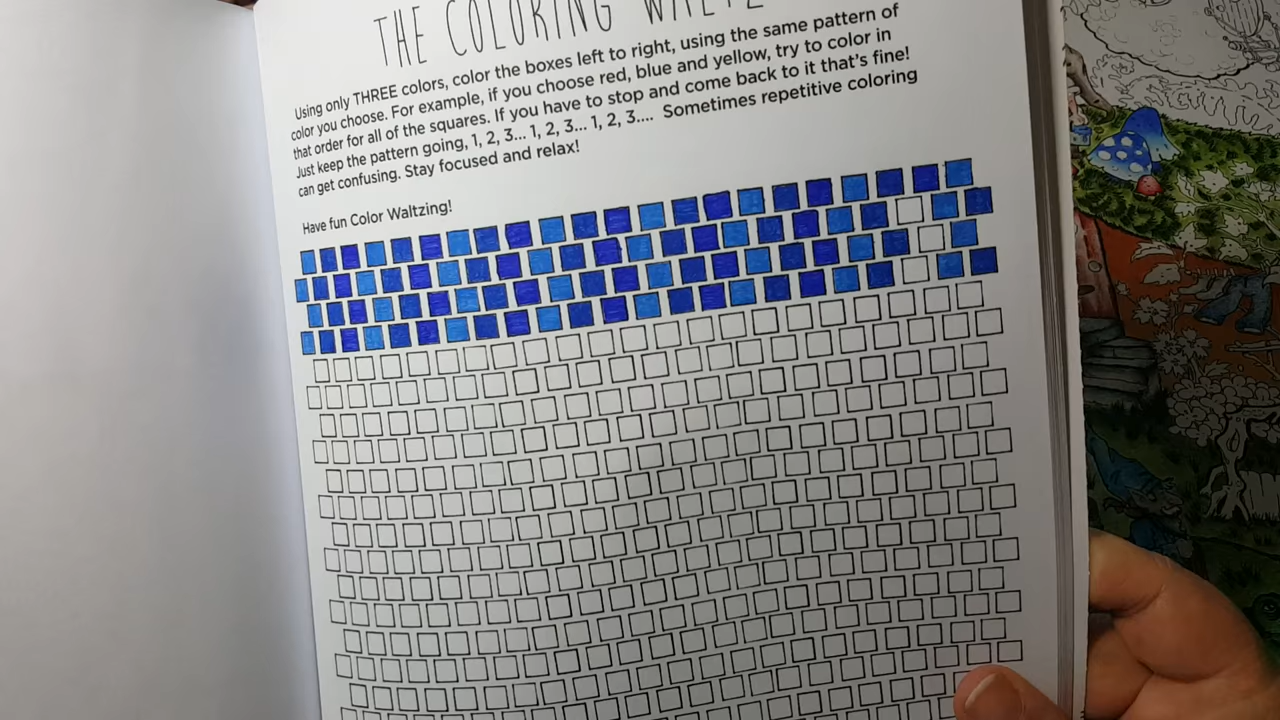 THE COLORING WALTZ
Using only THREE colors, color the boxes left to right, using the same pattern of
color you choose. For example, if you choose red, blue and yellow, try to color in
that order for all of the squares. If you have to stop and come back to it that's fine!
Just keep the pattern going, 1, 2, 3... 1, 2, 3... 1, 2, 3.... Sometimes repetitive coloring
can get confusing. Stay focused and relax!
Have fun Color Waltzing!